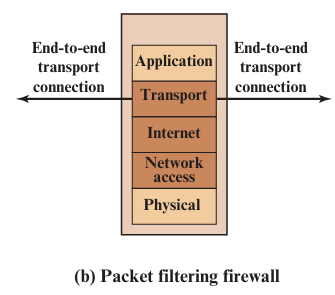 End-to-end
transport
connection
Application
Transport
Internet
Network
access
Physical
End-to-end
transport
connection
(b) Packet filtering firewall